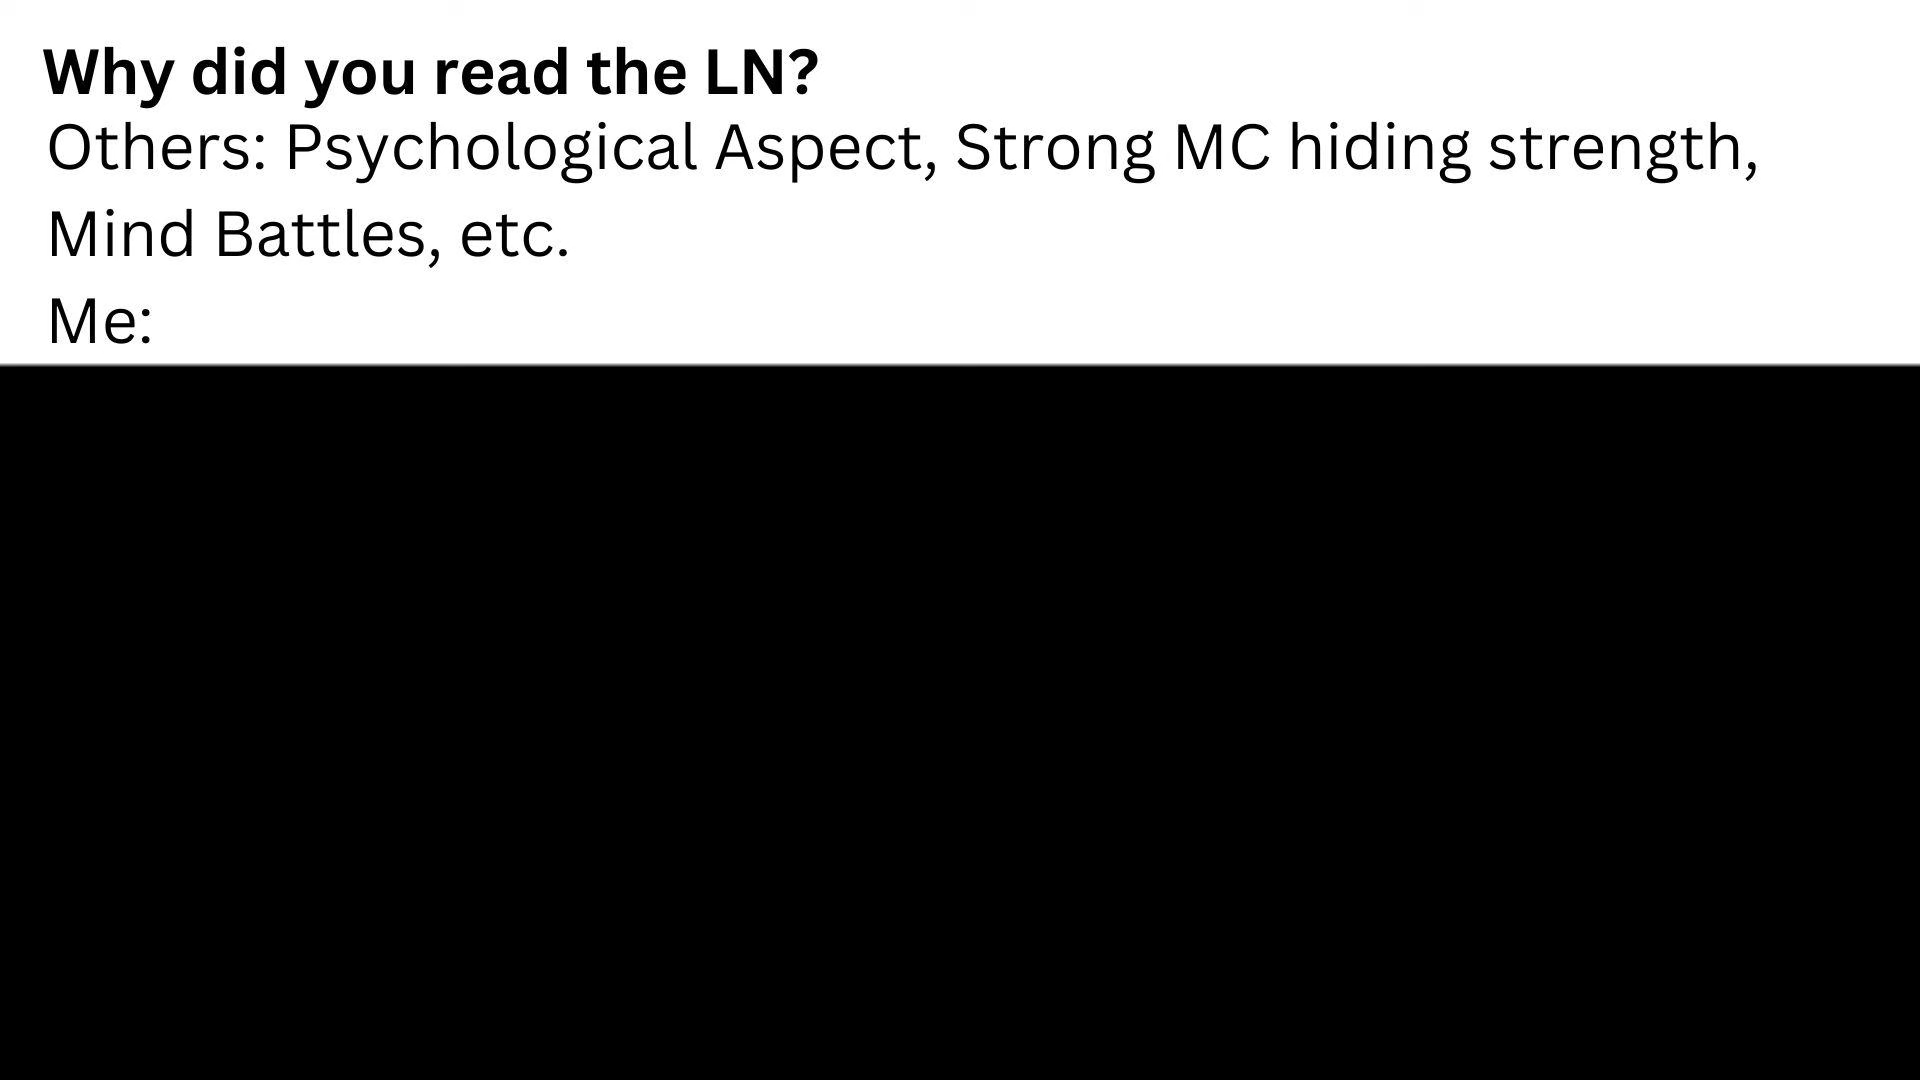 Why did you read the LN?
Others: Psychological Aspect, Strong MC hiding strength,
Mind Battles, etc.
Me: